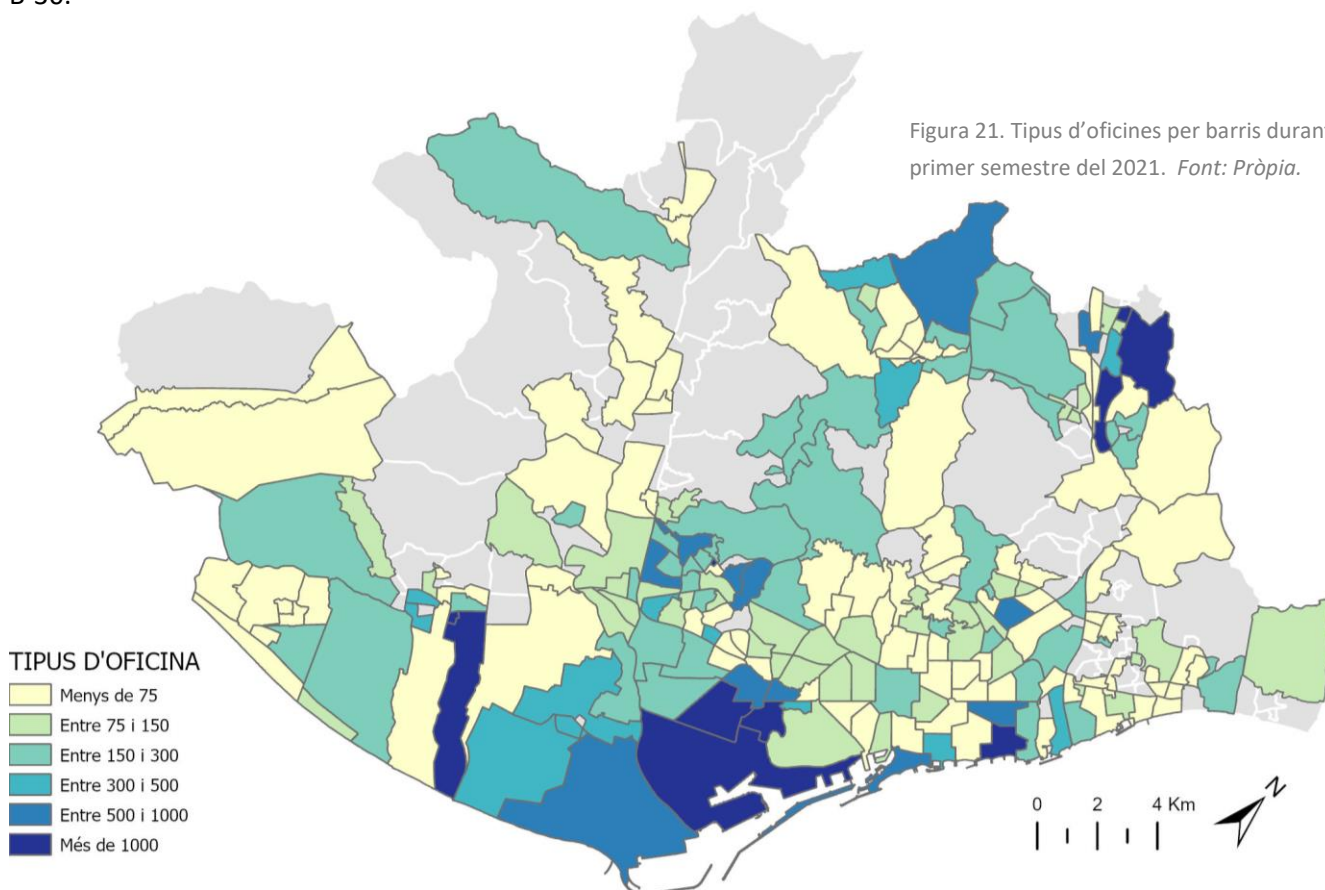 Figura 21. Tipus d'oficines per barris duran
primer semestre del 2021. Font: Pròpia.
TIPUS D'OFICINA
Menys de 75
Entre 75 i 150
Entre 150 i 300
Entre 300 i 500
Entre 500 i 1000
Més de 1000
0 2 4 Km
N